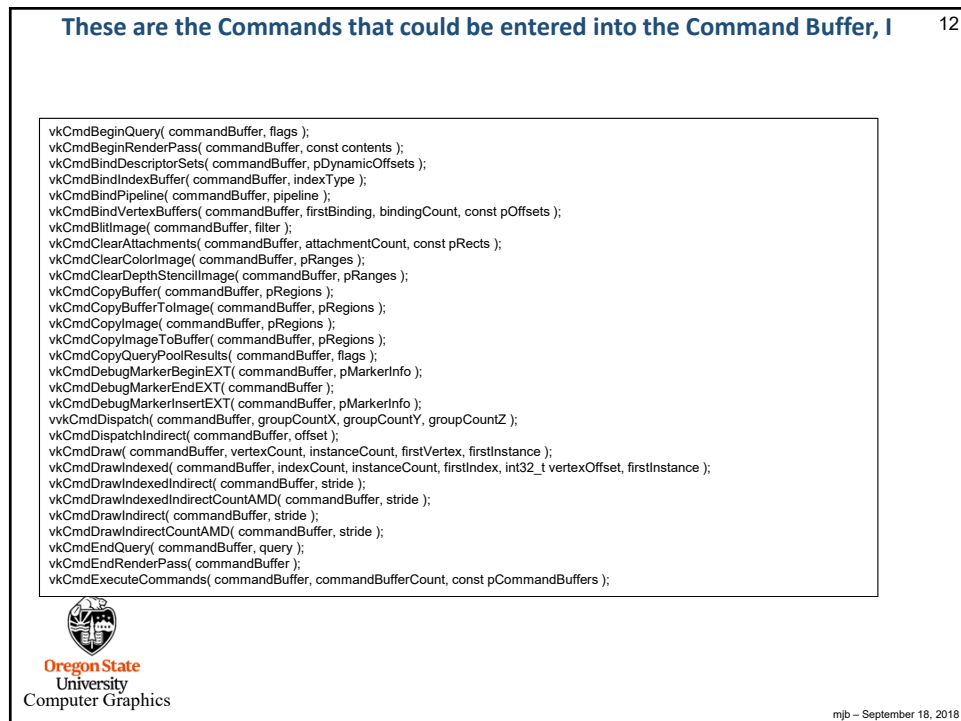 These are the Commands that could be entered into the Command Buffer, I
12
vkCmdBeginQuery( commandBuffer, flags );
vkCmdBeginRenderPass( commandBuffer, const contents );
vkCmdBindDescriptorSets( commandBuffer, pDynamicOffsets );
vkCmdBindIndexBuffer( commandBuffer, indexType );
vkCmdBindPipeline( commandBuffer, pipeline );
vkCmdBindVertexBuffers( commandBuffer, firstBinding, bindingCount, const pOffsets );
vkCmdBlitImage( commandBuffer, filter );
vkCmdClearAttachments( commandBuffer, attachmentCount, const pRects );
vkCmdClearColorImage( commandBuffer, pRanges );
vkCmdClearDepthStencilImage( commandBuffer, pRanges );
vkCmdCopyBuffer( commandBuffer, pRegions );
vkCmdCopyBufferToImage( commandBuffer, pRegions );
vkCmdCopyImage( commandBuffer, pRegions );
vkCmdCopyImageToBuffer( commandBuffer, pRegions );
vkCmdCopyQueryPoolResults( commandBuffer, flags );
vkCmdDebugMarkerBeginEXT( commandBuffer, pMarkerInfo );
vkCmdDebugMarkerEndEXT( commandBuffer );
vkCmdDebugMarkerInsertEXT( commandBuffer, pMarkerInfo );
vvkCmdDispatch( commandBuffer, groupCountX, groupCountY, groupCountZ );
vkCmdDispatchIndirect( commandBuffer, offset );
vkCmdDraw( commandBuffer, vertexCount, instanceCount, firstVertex, firstInstance );
vkCmdDrawIndexed( commandBuffer, indexCount, instanceCount, firstIndex, int32_t vertexOffset, firstInstance );
vkCmdDrawIndexedIndirect( commandBuffer, stride );
vkCmdDrawIndexedIndirectCountAMD( commandBuffer, stride );
vkCmdDrawIndirect( commandBuffer, stride );
vkCmdDrawIndirectCountAMD( commandBuffer, stride );
vkCmdEndQuery( commandBuffer, query );
vkCmdEndRenderPass( commandBuffer );
vkCmdExecuteCommands( commandBuffer, commandBufferCount, const pCommandBuffers );
Oregon State
University
Computer Graphics
mjb – September 18, 2018